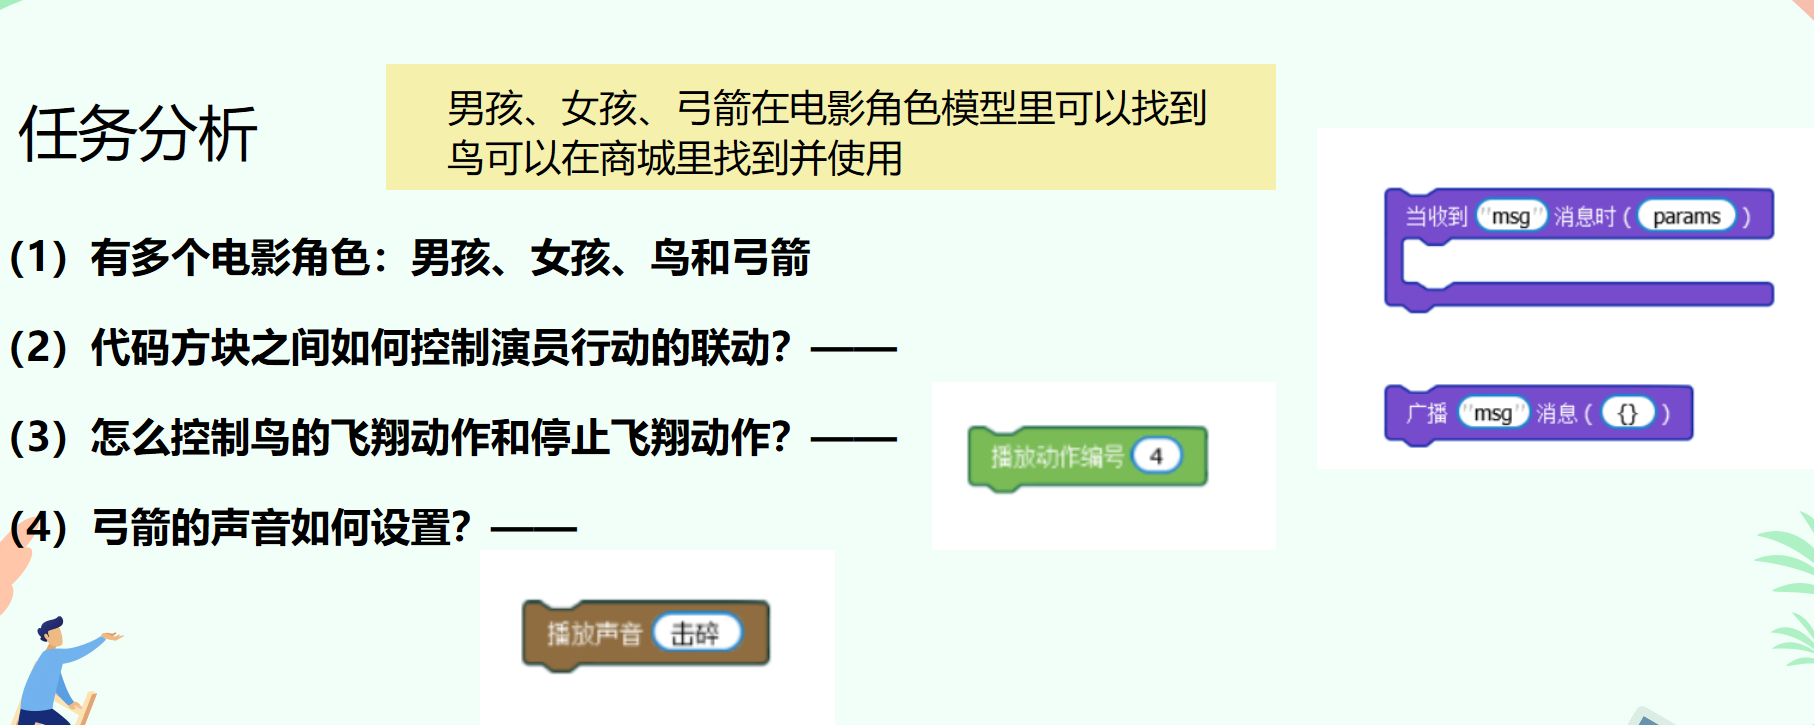 任务分析
男孩、女孩、弓箭在电影角色模型里可以找到
鸟可以在商城里找到并使用
（1）有多个电影角色：男孩、女孩、鸟和弓箭
（2）代码方块之间如何控制演员行动的联动？——
当收到 "msg" 消息时 ( params )
广播 "msg" 消息 ( {} )
（3）怎么控制鸟的飞翔动作和停止飞翔动作？——
播放动作编号 4
（4）弓箭的声音如何设置？——
播放声音 击碎